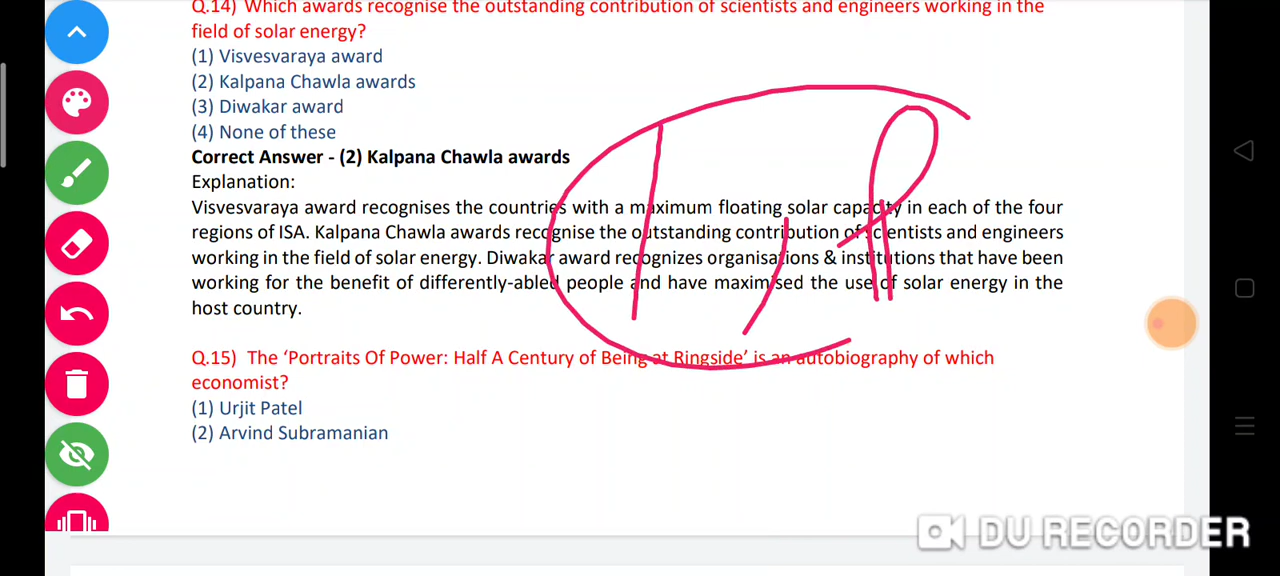 Q.14) Which awards recognise the outstanding contribution of scientists and engineers working in the
field of solar energy?
(1) Visvesvaraya award
(2) Kalpana Chawla awards
(3) Diwakar award
(4) None of these
Correct Answer - (2) Kalpana Chawla awards
Explanation:
Visvesvaraya award recognises the countries with a maximum floating solar capacity in each of the four
regions of ISA. Kalpana Chawla awards recognise the outstanding contribution of scientists and engineers
working in the field of solar energy. Diwakar award recognizes organisations & institutions that have been
working for the benefit of differently-abled people and have maximised the use of solar energy in the
host country.
Q.15) The ‘Portraits Of Power: Half A Century of Being at Ringside’ is an autobiography of which
economist?
(1) Urjit Patel
(2) Arvind Subramanian
DU RECORDER